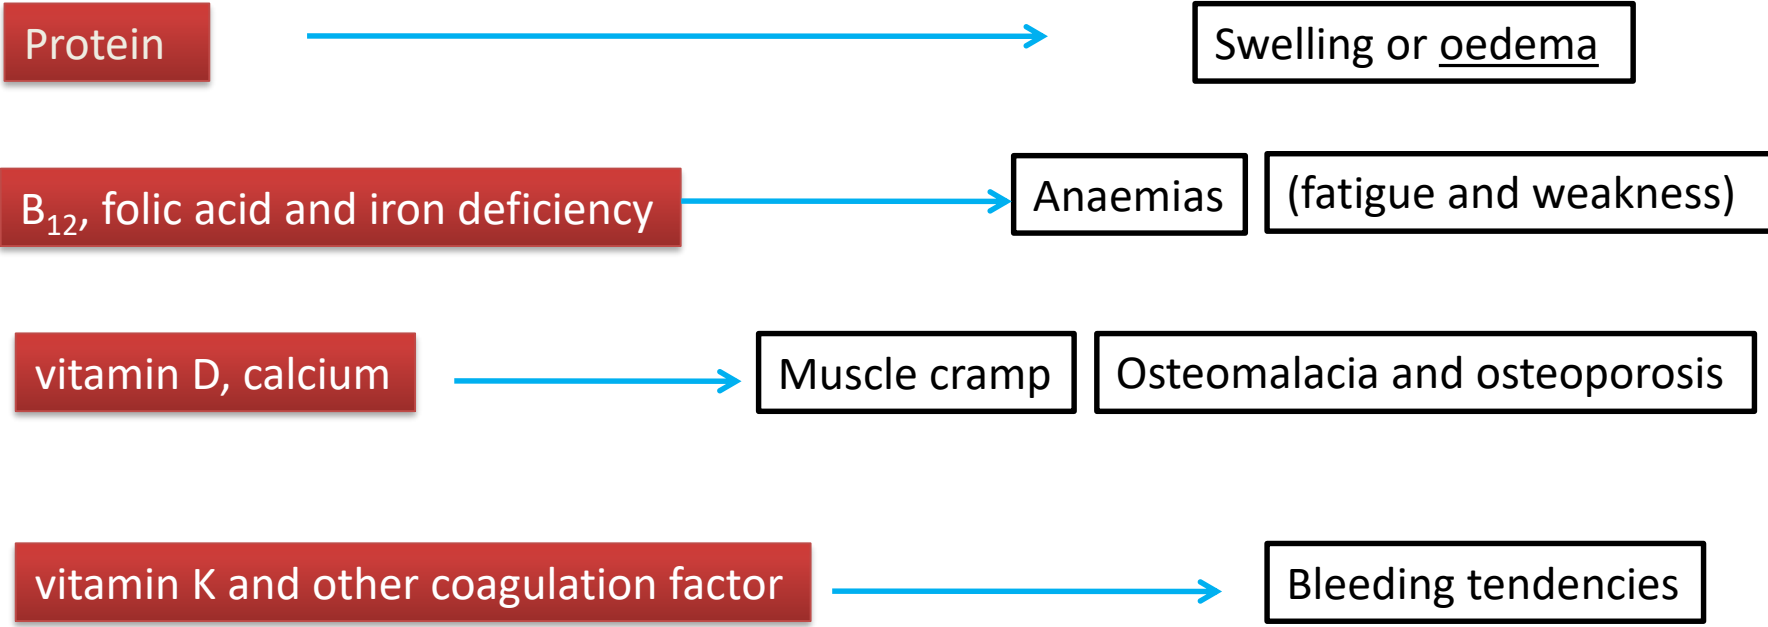 Protein
Swelling or oedema
B₁₂, folic acid and iron deficiency
Anaemias
(fatigue and weakness)
vitamin D, calcium
Muscle cramp
Osteomalacia and osteoporosis
vitamin K and other coagulation factor
Bleeding tendencies